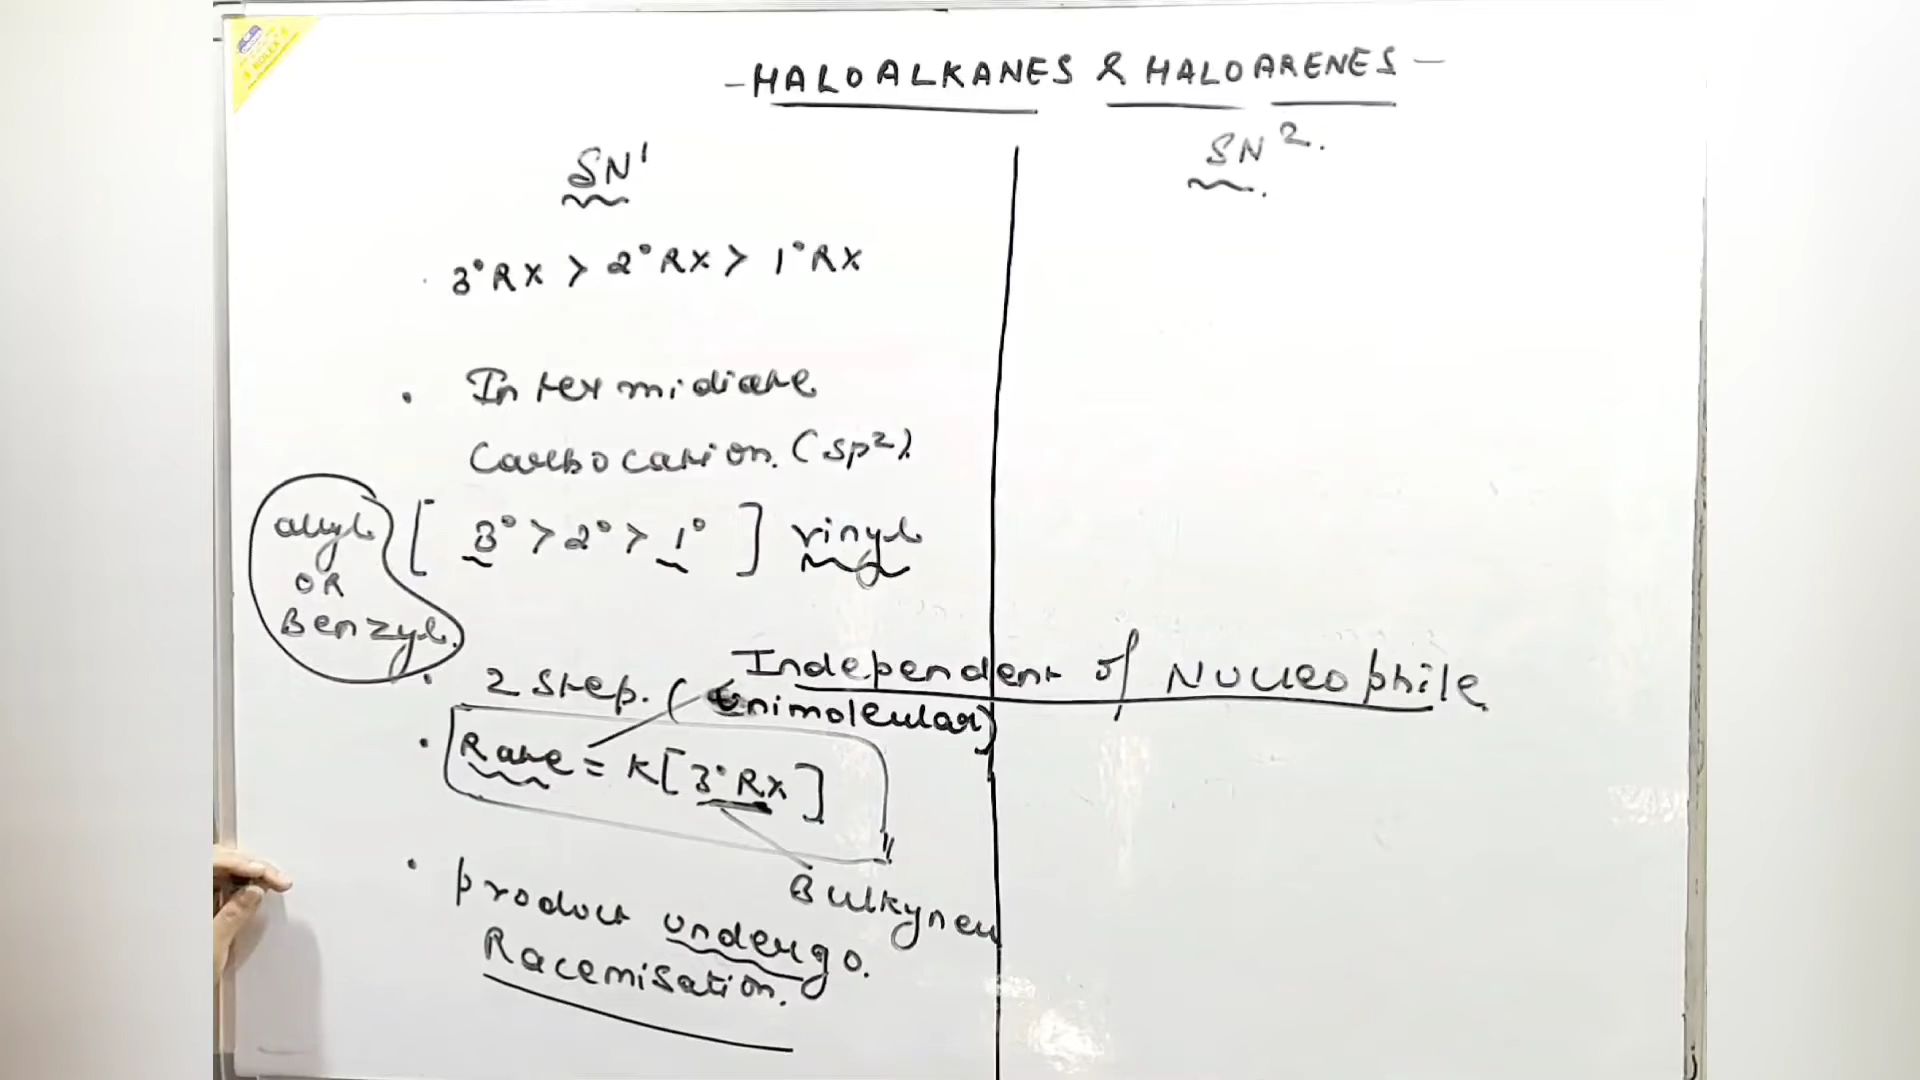 - HALOALKANES & HALOARENES -
SN¹
3°RX > 2°RX > 1°RX
• Intermidiate
Carbocation. (sp²).
allyl OR Benzyl.
[ 3° > 2° > 1° ] vinyl
• 2 Step. (Unimolecular)
Independent of Nucleophile
• Rate = K[3°RX]
Bulkyness
• product undergo.
Racemisation.
SN².